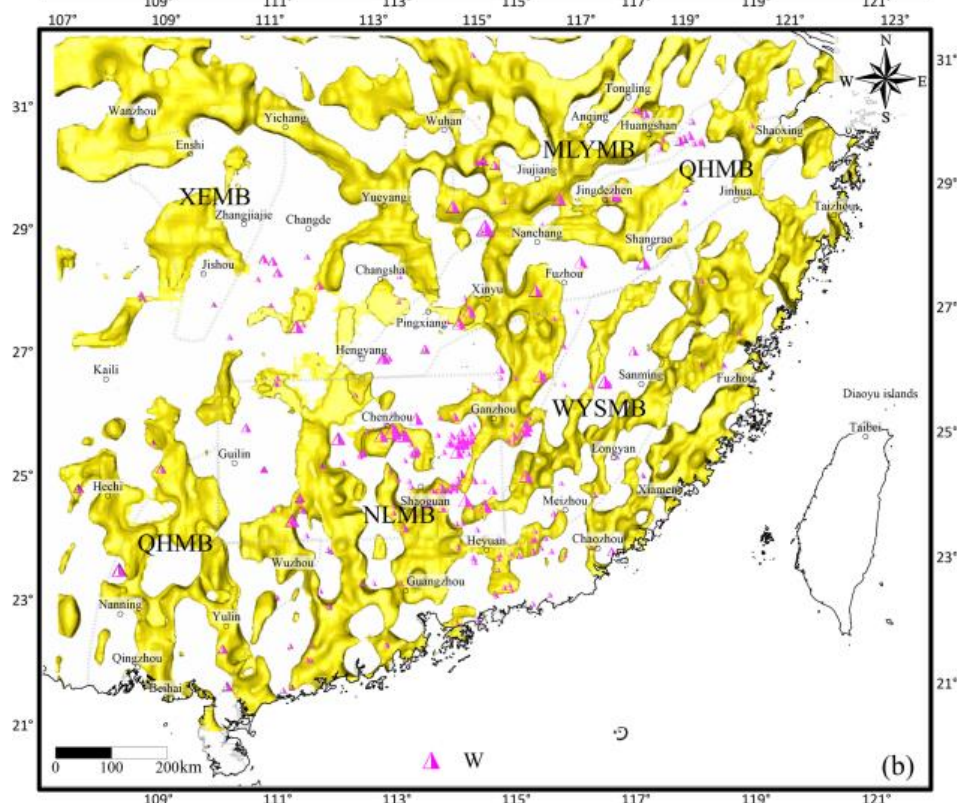 107° 109° 111° 113° 115° 117° 119° 121° 123°
31° 31°
N
W E
S
Tongling
Wanzhou
Yichang
Wuhan
Anqing
Huangshan
Shaoxing
Enshi
MLYMB
QHMB
Jiujiang
XEMB
Yueyang
Jingdezhen
Jinhua
Taizhou
29° 29°
Zhangjiajie
Changde
Nanchang
Shangrao
Jishou
Changsha
Fuzhou
Xinyu
27° 27°
Pingxiang
Hengyang
Kaili
Sanming
Fuzhou
Diaoyu islands
WYSMB
Chenzhou
Ganzhou
Taibei
25° 25°
Guilin
Longyan
Hechi
Shaoguan
Xiamen
NLMB
Meizhou
QHMB
Heyuan
Chaozhou
23° 23°
Wuzhou
Guangzhou
Nanning
Yulin
Qingzhou
Beihai
21° 21°
0 100 200km
W
(b)
109° 111° 113° 115° 117° 119° 121°